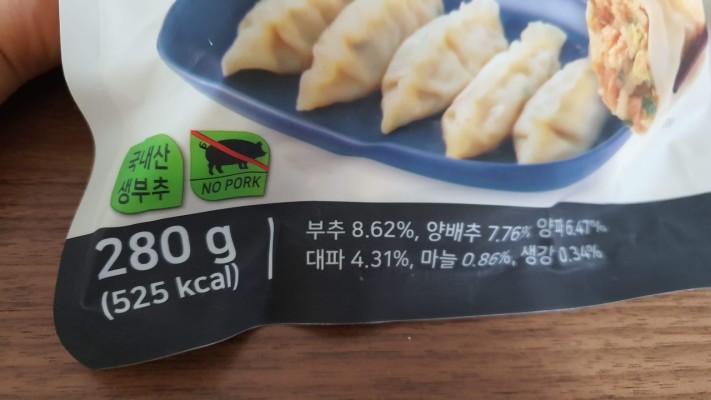 국내산
생부추
NO PORK
280 g
(525 kcal)
부추 8.62%, 양배추 7.76% 양파 6.47%,
대파 4.31%, 마늘 0.86%, 생강 0.34%